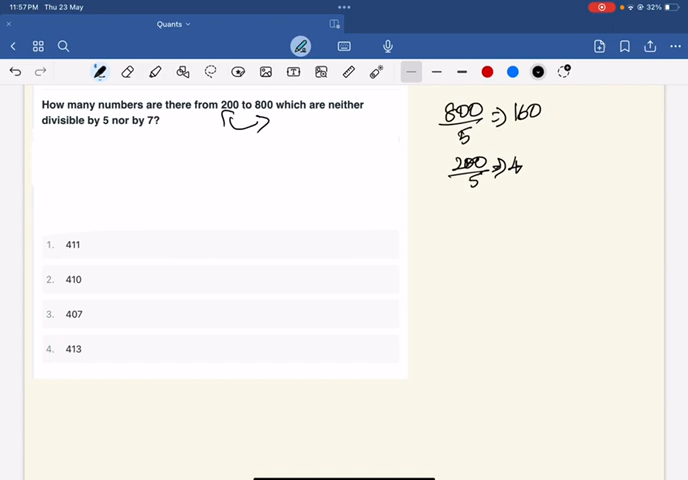 11:57PM Thu 23 May
32%
Quants
How many numbers are there from 200 to 800 which are neither
divisible by 5 nor by 7?
800/5 => 160
200/5 => 4
1. 411
2. 410
3. 407
4. 413